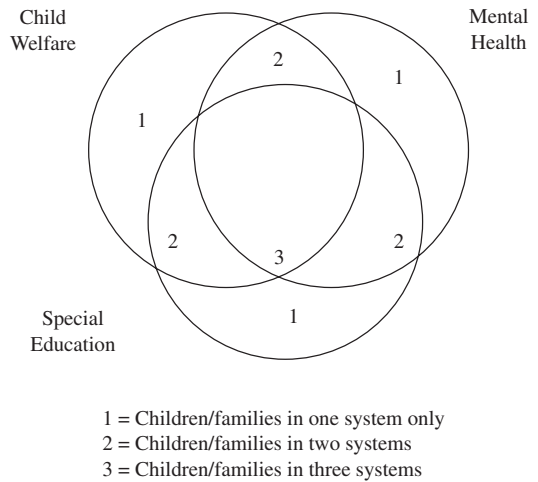 Child
Welfare
Mental
Health
2
1
1
2
2
3
1
Special
Education
1 = Children/families in one system only
2 = Children/families in two systems
3 = Children/families in three systems